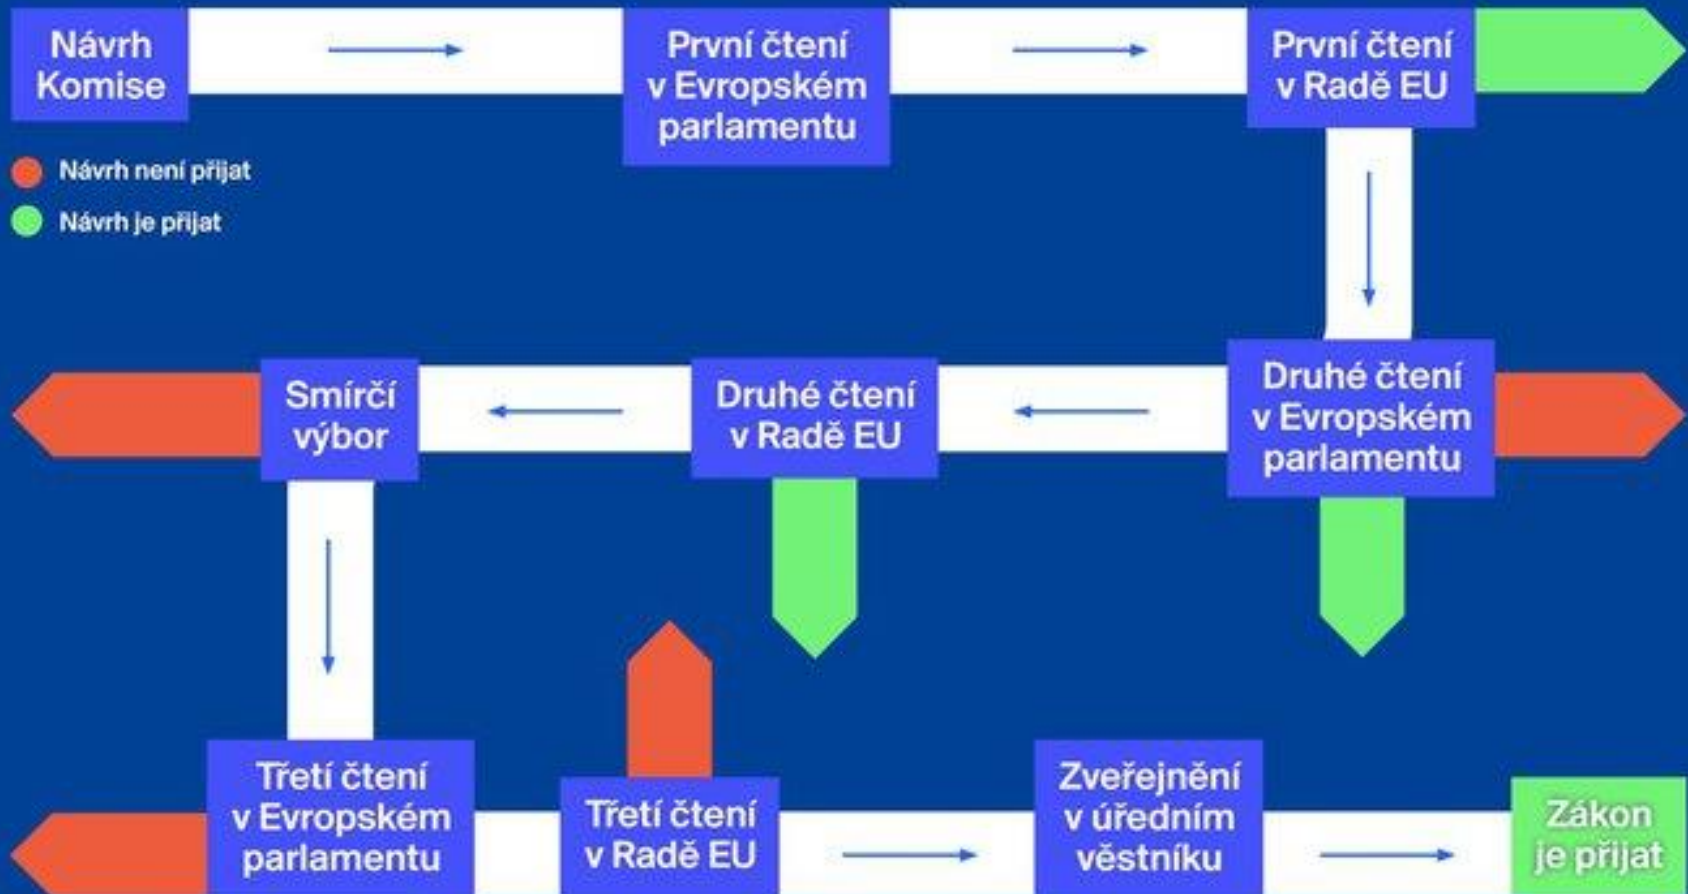 Návrh
Komise
První čtení
v Evropském
parlamentu
První čtení
v Radě EU
Návrh není přijat
Návrh je přijat
Smírčí
výbor
Druhé čtení
v Radě EU
Druhé čtení
v Evropském
parlamentu
Třetí čtení
v Evropském
parlamentu
Třetí čtení
v Radě EU
Zveřejnění
v úředním
věstníku
Zákon
je přijat